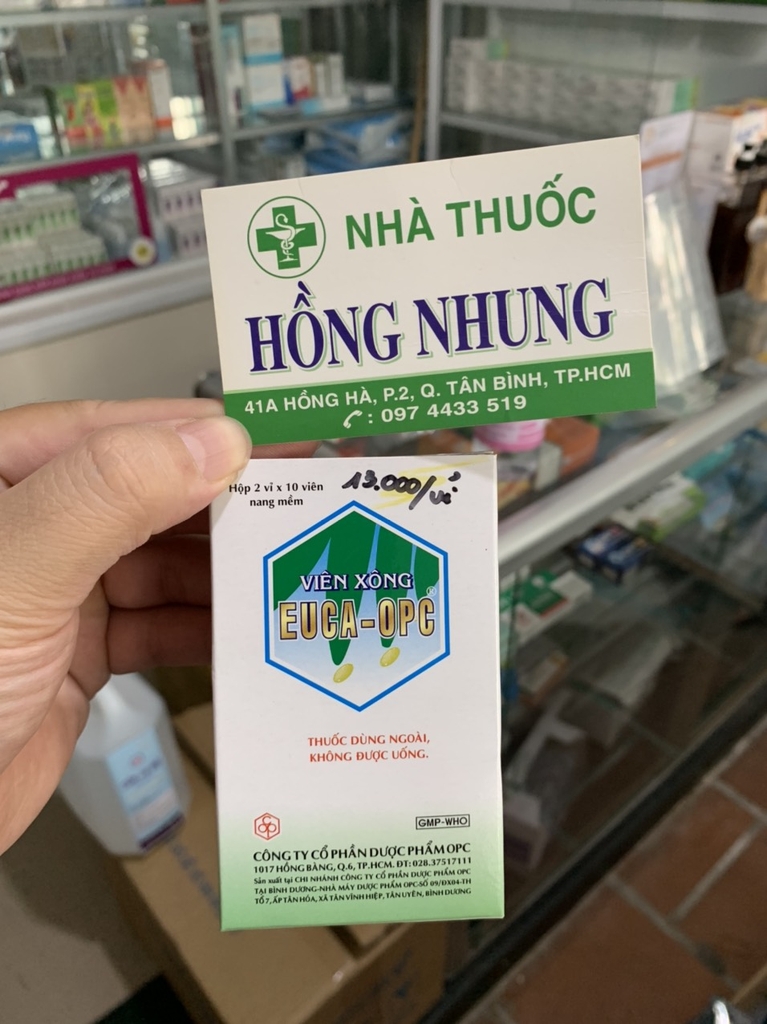 NHÀ THUỐC
HỒNG NHUNG
41A HỒNG HÀ, P.2, Q. TÂN BÌNH, TP.HCM
: 097 4433 519
Hộp 2 vỉ x 10 viên
nang mềm
13.000/vỉ
VIÊN XÔNG
EUCA-OPC®
THUỐC DÙNG NGOÀI,
KHÔNG ĐƯỢC UỐNG.
GMP-WHO
CÔNG TY CỔ PHẦN DƯỢC PHẨM OPC
1017 HỒNG BÀNG, Q.6, TP.HCM. ĐT: 028.37517111
Sản xuất tại CHI NHÁNH CÔNG TY CỔ PHẦN DƯỢC PHẨM OPC
TẠI BÌNH DƯƠNG-NHÀ MÁY DƯỢC PHẨM OPC-SỐ 09/ĐX04-TH
TỔ 7, ẤP TÂN HÓA, XÃ TÂN VĨNH HIỆP, TÂN UYÊN, BÌNH DƯƠNG